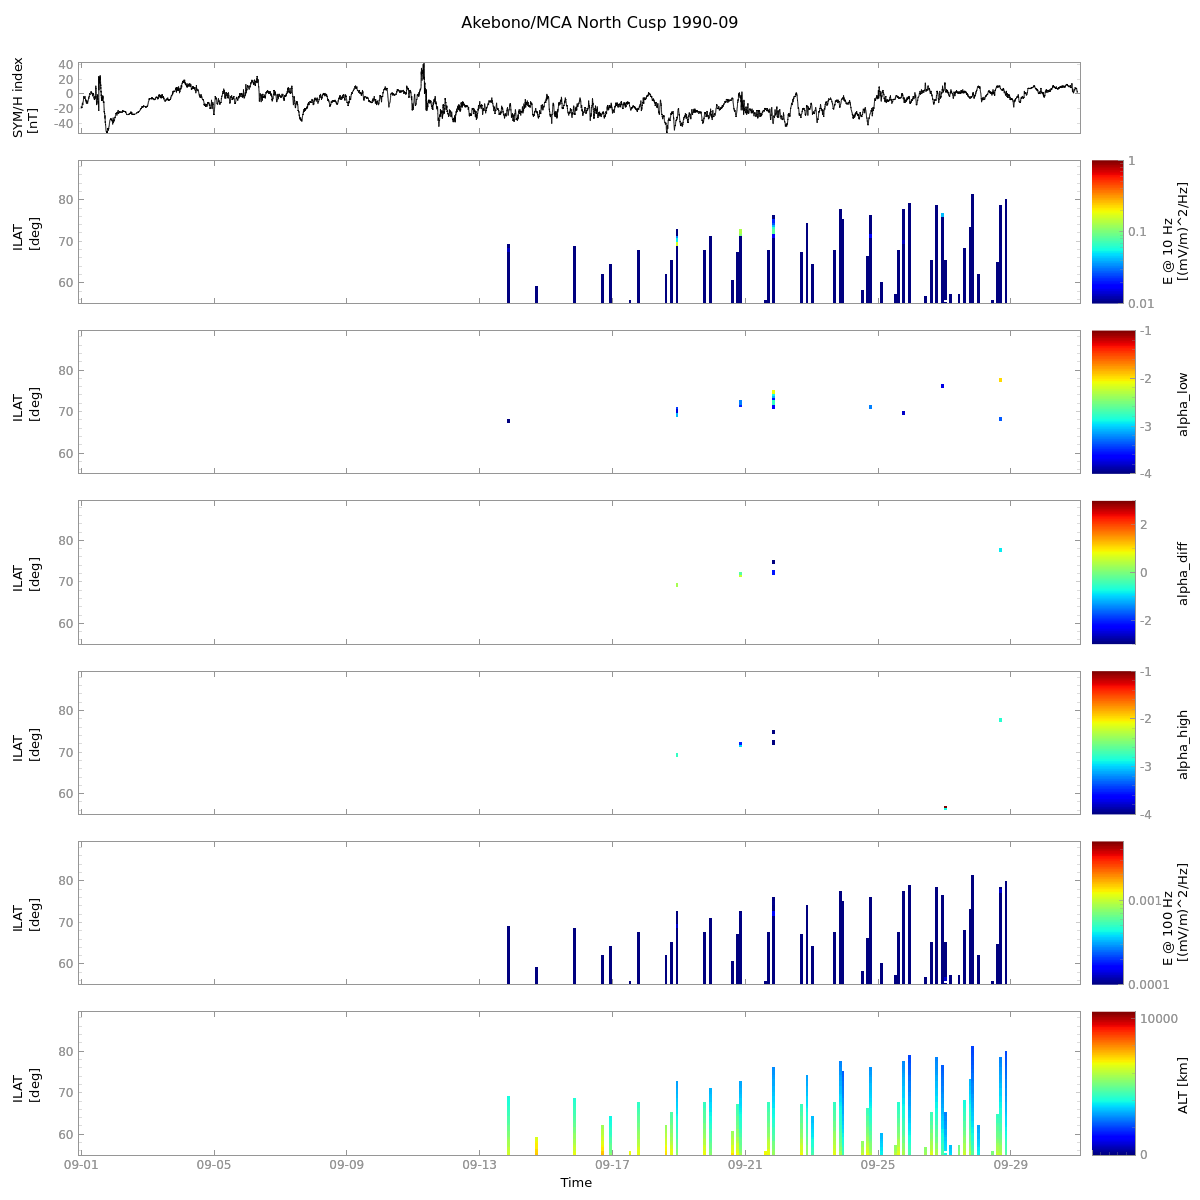 Akebono/MCA North Cusp 1990-09
SYM/H index
[nT]
40
20
0
-20
-40
ILAT
[deg]
80
70
60
1
0.1
0.01
E @ 10 Hz
[(mV/m)^2/Hz]
ILAT
[deg]
80
70
60
-1
-2
-3
-4
alpha_low
ILAT
[deg]
80
70
60
2
0
-2
alpha_diff
ILAT
[deg]
80
70
60
-1
-2
-3
-4
alpha_high
ILAT
[deg]
80
70
60
0.001
0.0001
E @ 100 Hz
[(mV/m)^2/Hz]
ILAT
[deg]
80
70
60
10000
0
ALT [km]
09-01 09-05 09-09 09-13 09-17 09-21 09-25 09-29
Time